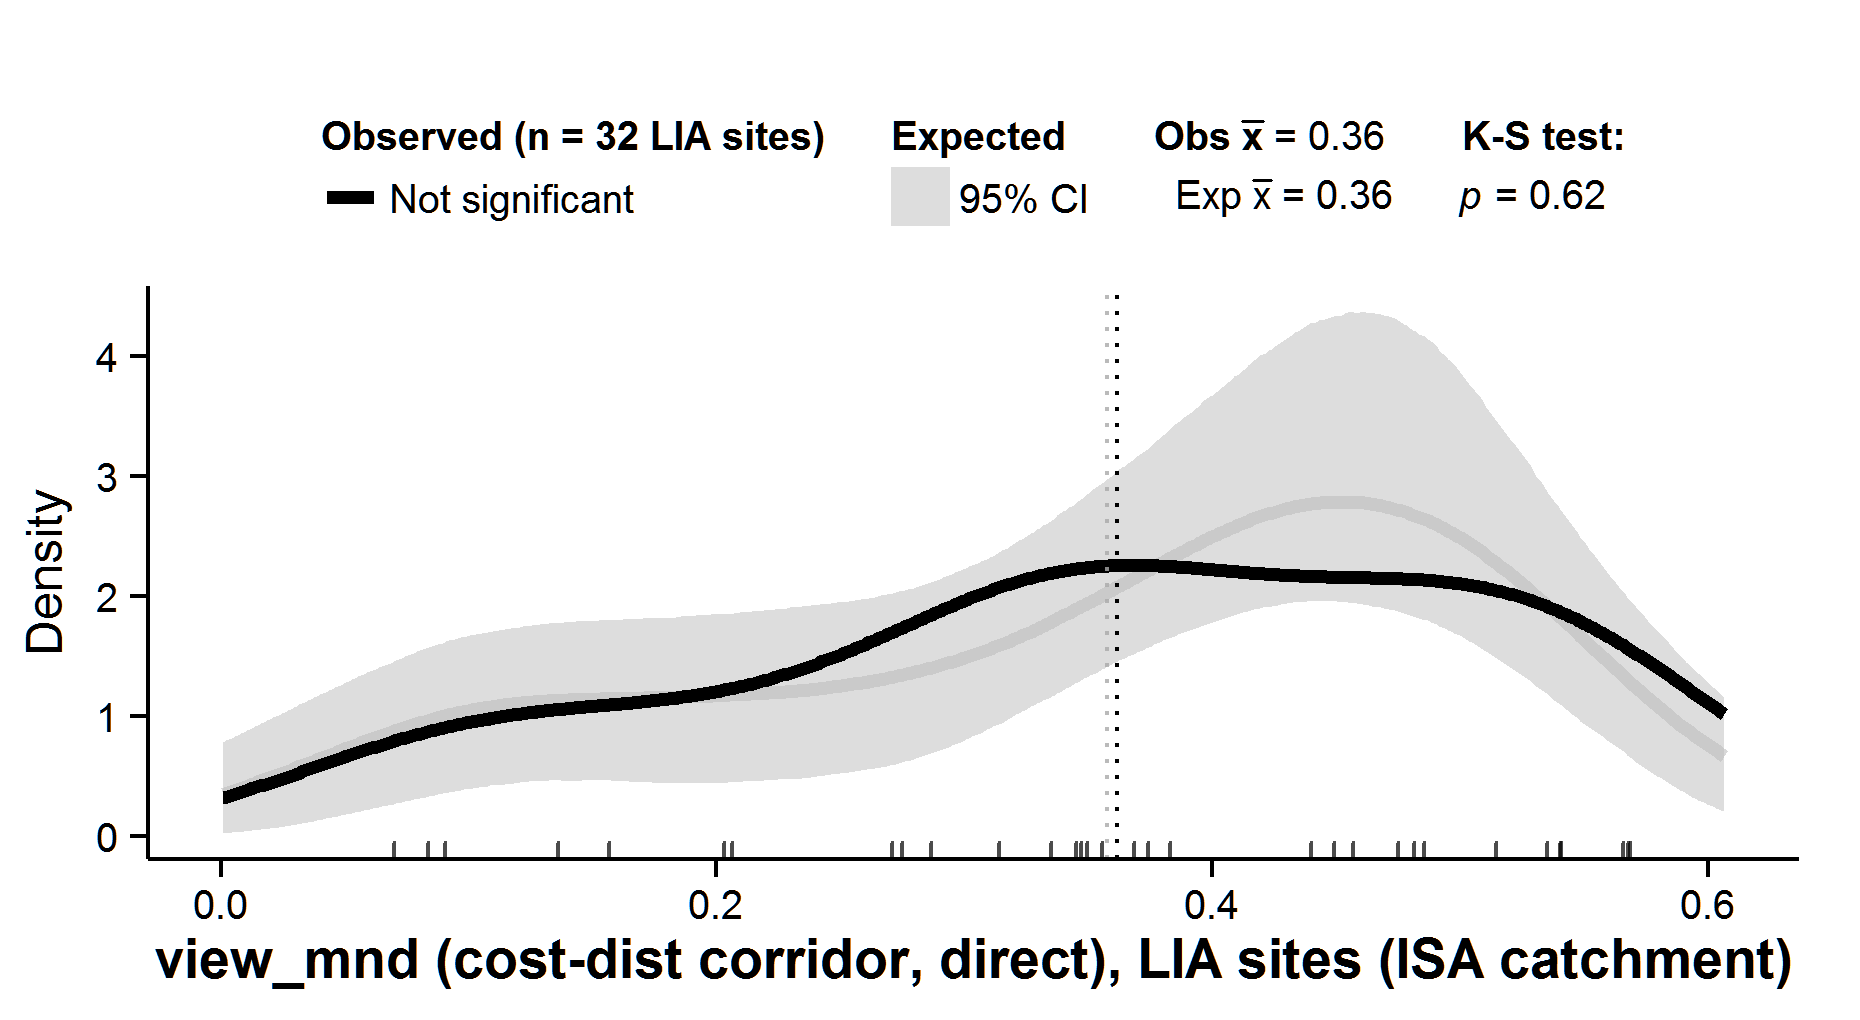 Observed (n = 32 LIA sites) Expected Obs x̅ = 0.36 K-S test:
Not significant 95% CI Exp x̅ = 0.36 p = 0.62
Density
4
3
2
1
0
0.0 0.2 0.4 0.6
view_mnd (cost-dist corridor, direct), LIA sites (ISA catchment)